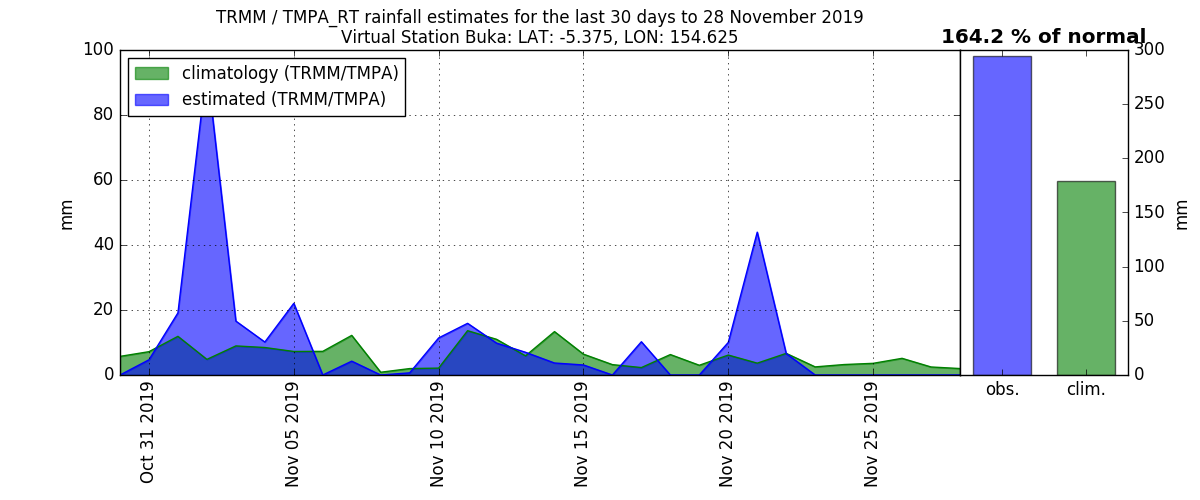 TRMM / TMPA_RT rainfall estimates for the last 30 days to 28 November 2019
Virtual Station Buka: LAT: -5.375, LON: 154.625
164.2 % of normal
climatology (TRMM/TMPA)
estimated (TRMM/TMPA)
100
80
60
40
20
0
mm
Oct 31 2019
Nov 05 2019
Nov 10 2019
Nov 15 2019
Nov 20 2019
Nov 25 2019
300
250
200
150
100
50
0
mm
obs.
clim.